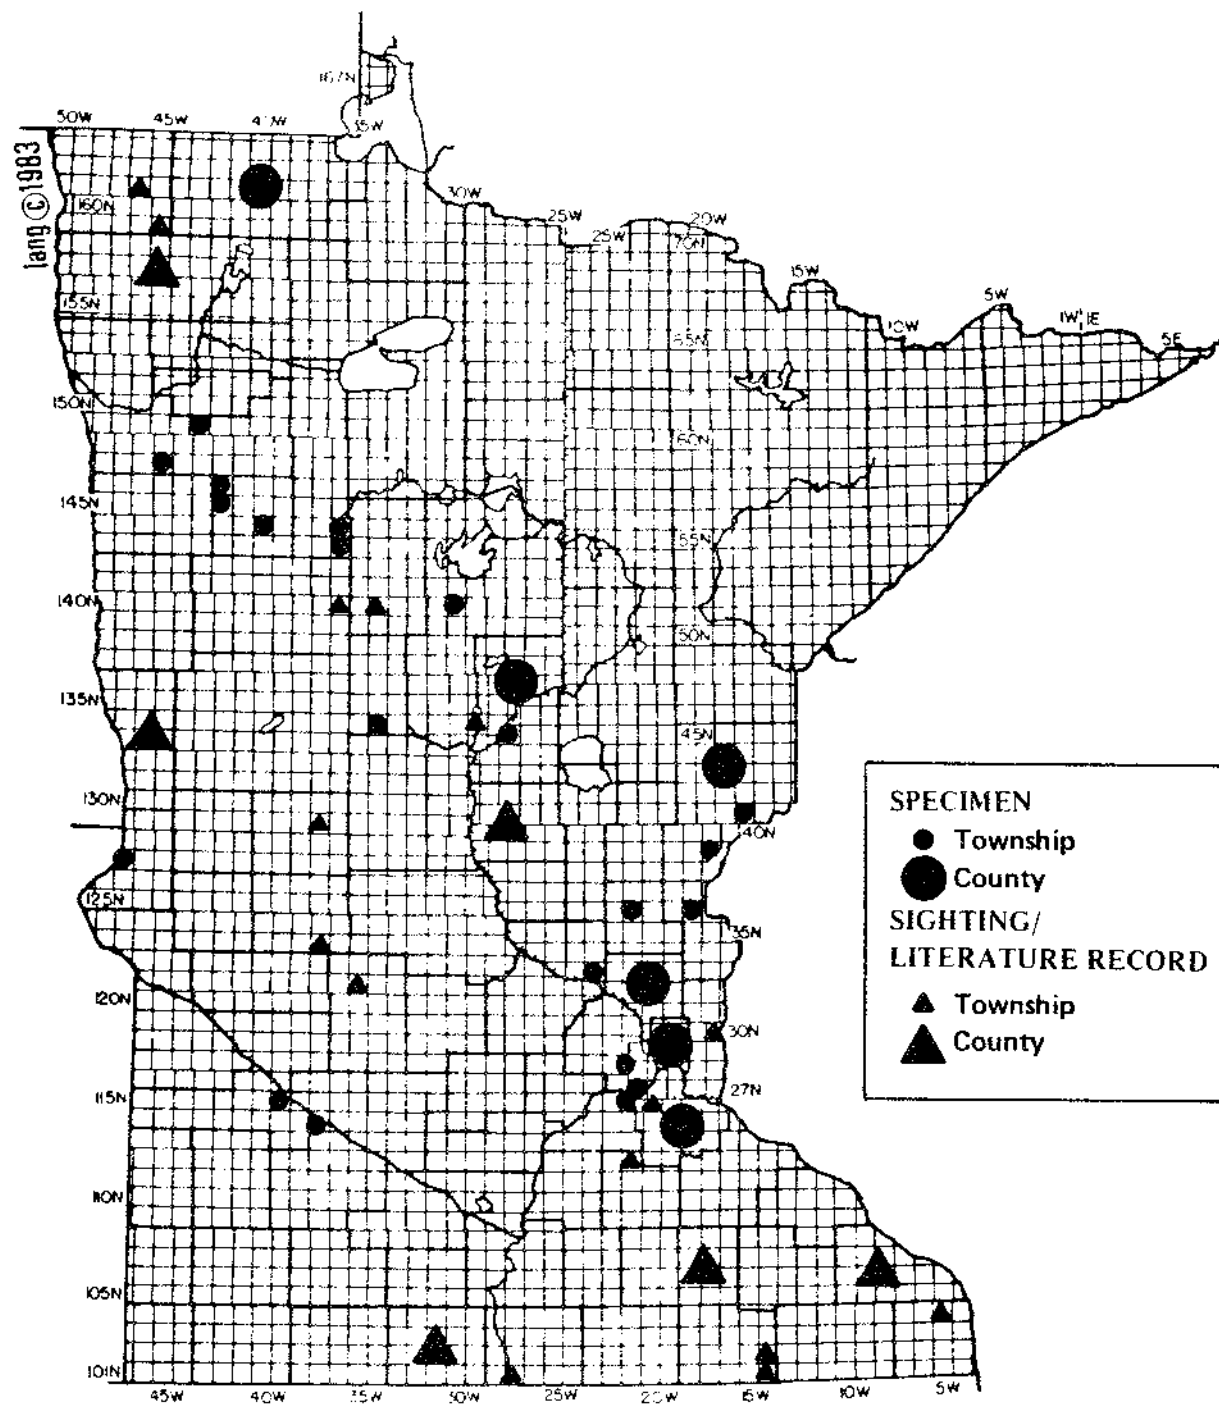 167N
50W 45W 40W 35W
lang © 1983
160N
30W
25W
20W
25W
70N
15W
155N
5W
10W
1W 1E
65N
5E
150N
60N
145N
55N
140N
50N
135N
45N
130N
40N
SPECIMEN
Township
County
SIGHTING/
LITERATURE RECORD
Township
County
125N
35N
120N
30N
115N
27N
110N
105N
101N
45W 40W 35W 30W 25W 20W 15W 10W 5W